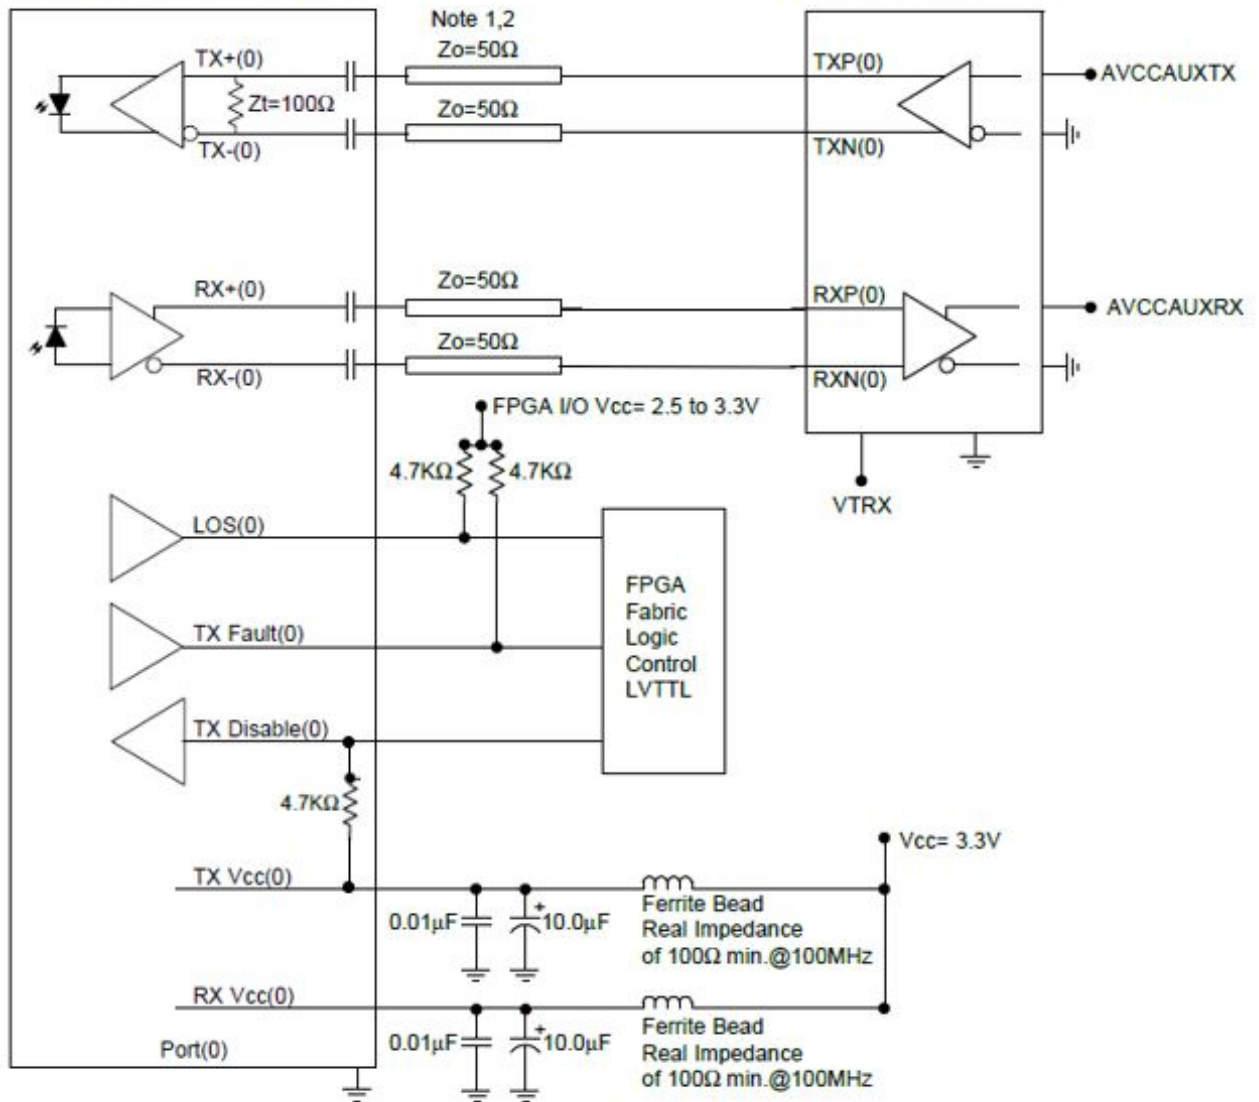 Note 1,2
TX+(0)
Zo=50Ω
TXP(0)
AVCCAUXTX
Zt=100Ω
Zo=50Ω
TX-(0)
TXN(0)
RX+(0)
Zo=50Ω
RXP(0)
AVCCAUXRX
Zo=50Ω
RX-(0)
RXN(0)
FPGA I/O Vcc= 2.5 to 3.3V
4.7KΩ
4.7KΩ
VTRX
LOS(0)
FPGA
Fabric
Logic
Control
LVTTL
TX Fault(0)
TX Disable(0)
4.7KΩ
Vcc= 3.3V
TX Vcc(0)
0.01μF
+
10.0μF
Ferrite Bead
Real Impedance
of 100Ω min.@100MHz
RX Vcc(0)
0.01μF
+
10.0μF
Ferrite Bead
Real Impedance
of 100Ω min.@100MHz
Port(0)